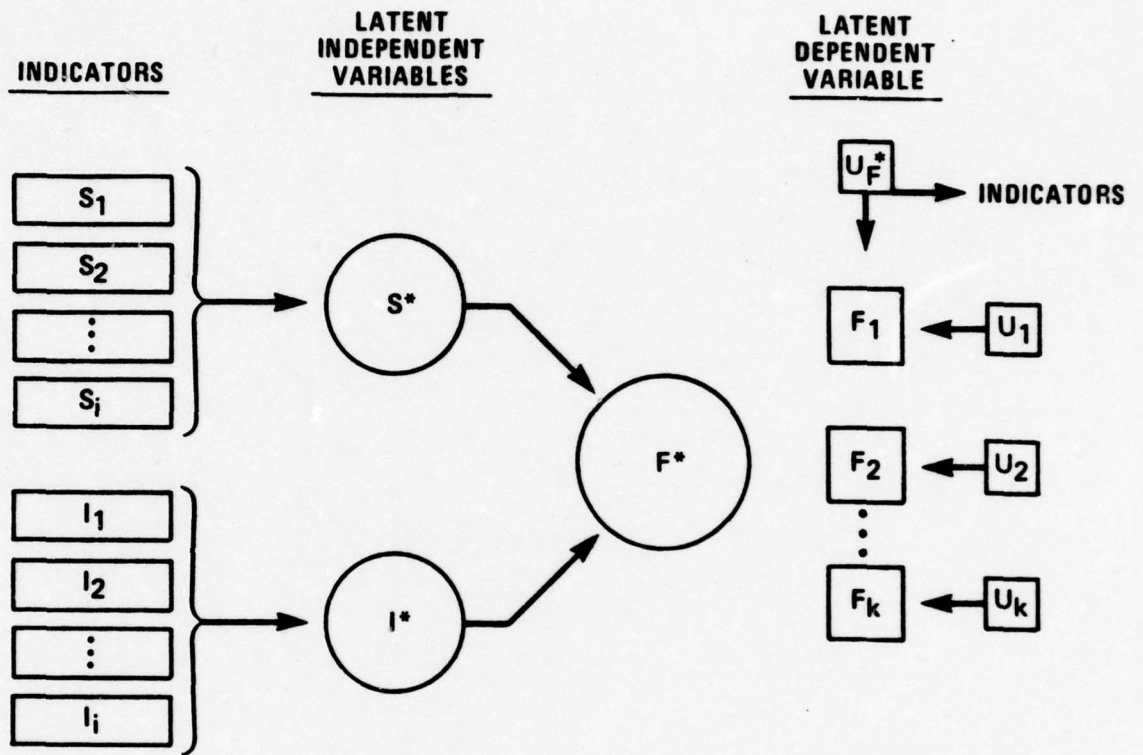 INDICATORS
LATENT
INDEPENDENT
VARIABLES
LATENT
DEPENDENT
VARIABLE
S1
S2
⋮
Si
I1
I2
⋮
Ii
S*
I*
F*
UF*
INDICATORS
F1
U1
F2
U2
⋮
Fk
Uk